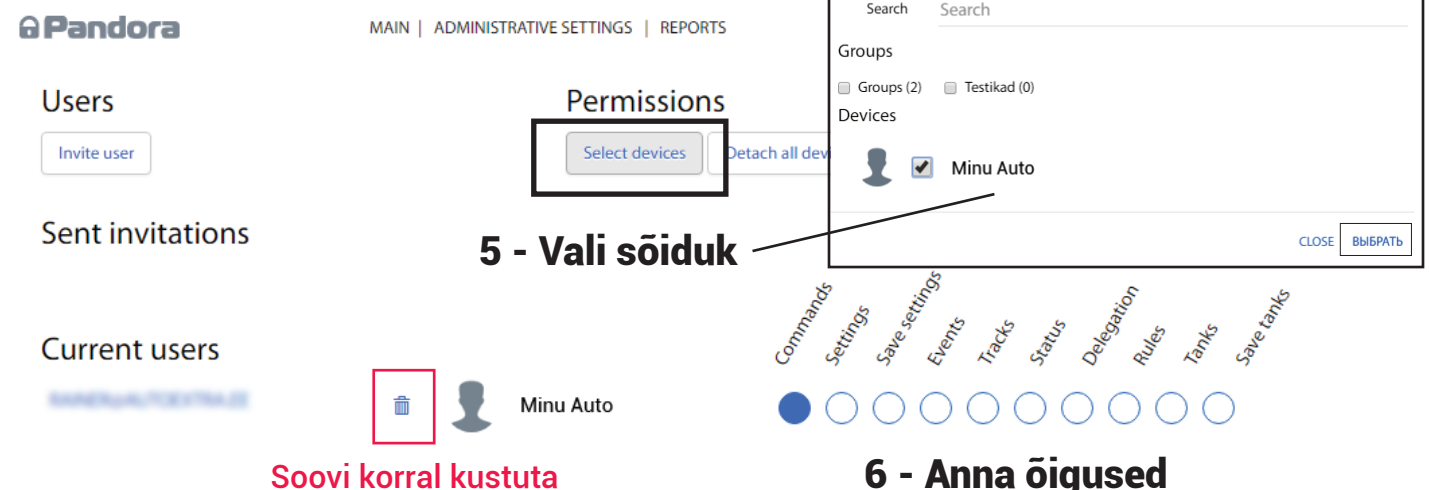 Pandora
MAIN | ADMINISTRATIVE SETTINGS | REPORTS
Users
Invite user
Permissions
Select devices
Detach all devi
Search Search
Groups
Groups (2) Testikad (0)
Devices
Minu Auto
CLOSE ВЫБРАТЬ
Sent invitations
5 - Vali sõiduk
Commands
Settings
Save settings
Events
Tracks
Status
Delegation
Rules
Tanks
Save tanks
Current users
Minu Auto
Soovi korral kustuta
6 - Anna õigused